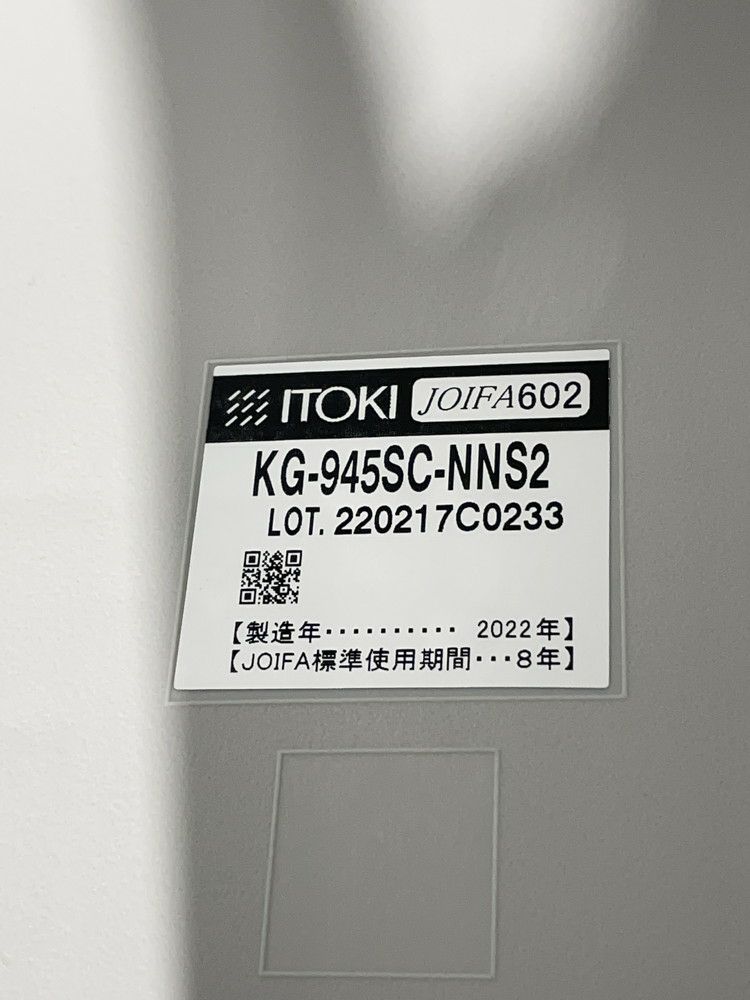 ITOKI JOIFA602
KG-945SC-NNS2
LOT. 220217C0233
【製造年・・・・・・・・・・ 2022年】
【JOIFA標準使用期間・・・8年】